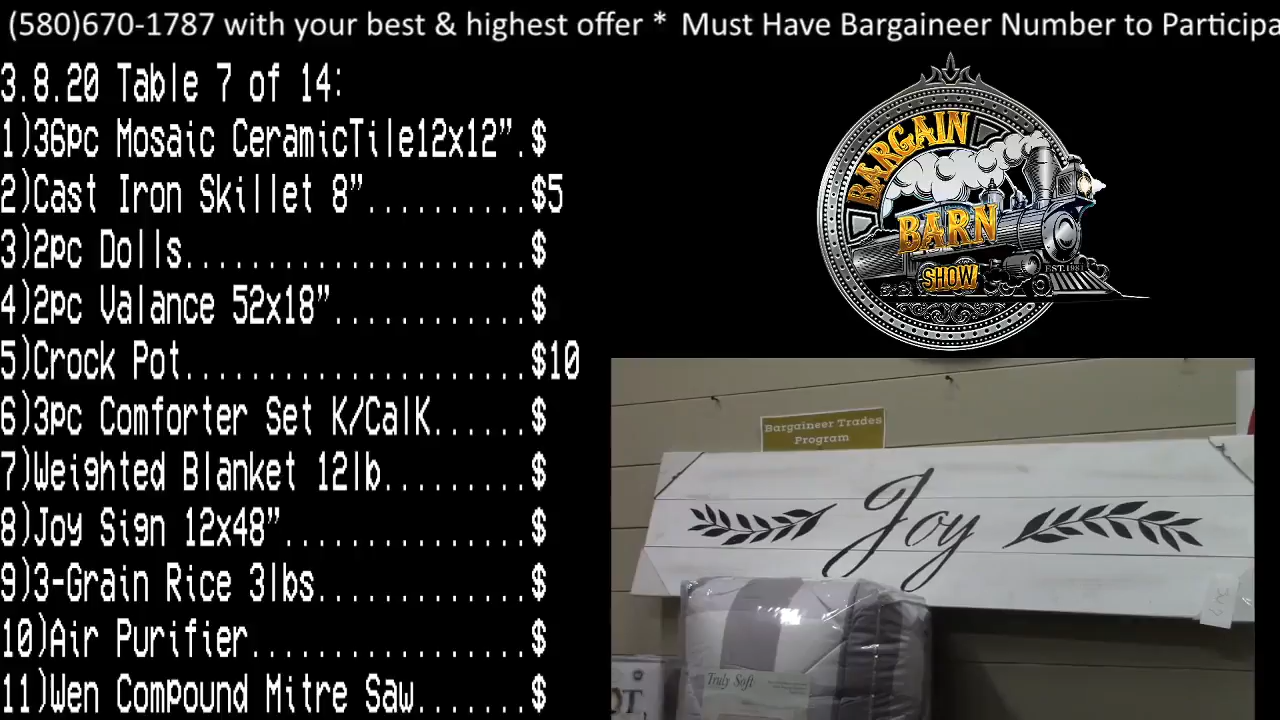 (580)670-1787 with your best & highest offer * Must Have Bargaineer Number to Participa
3.8.20 Table 7 of 14:
1)36pc Mosaic CeramicTile12x12".$
2)Cast Iron Skillet 8"..........$5
3)2pc Dolls.....................$
4)2pc Valance 52x18"............$
5)Crock Pot.....................$10
6)3pc Comforter Set K/CalK......$
7)Weighted Blanket 12lb.........$
8)Joy Sign 12x48"...............$
9)3-Grain Rice 3lbs.............$
10)Air Purifier.................$
11)Wen Compound Mitre Saw.......$
BARGAIN
BARN
SHOW
Bargaineer Trades
Program
Joy
Truly Soft